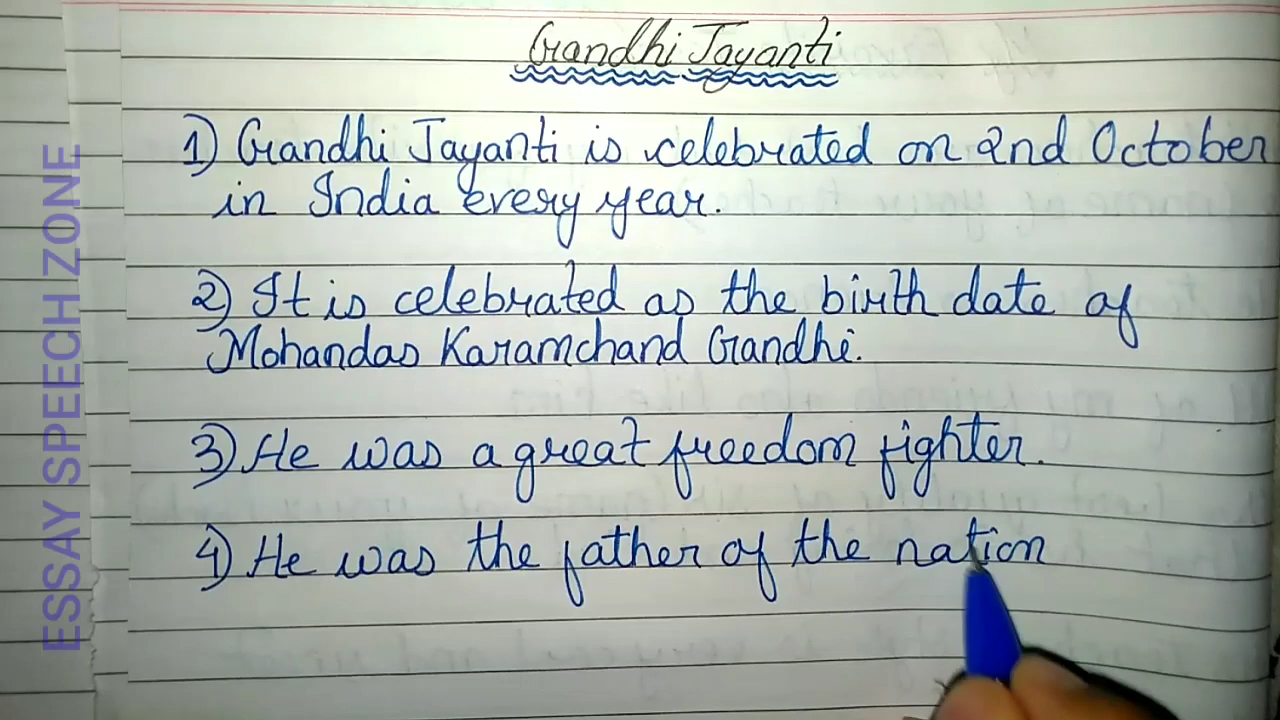 Gandhi Jayanti
1) Gandhi Jayanti is celebrated on 2nd October
in India every year.
2) It is celebrated as the birth date of
Mohandas Karamchand Gandhi.
3) He was a great freedom fighter.
4) He was the father of the nation
ESSAY SPEECH ZONE